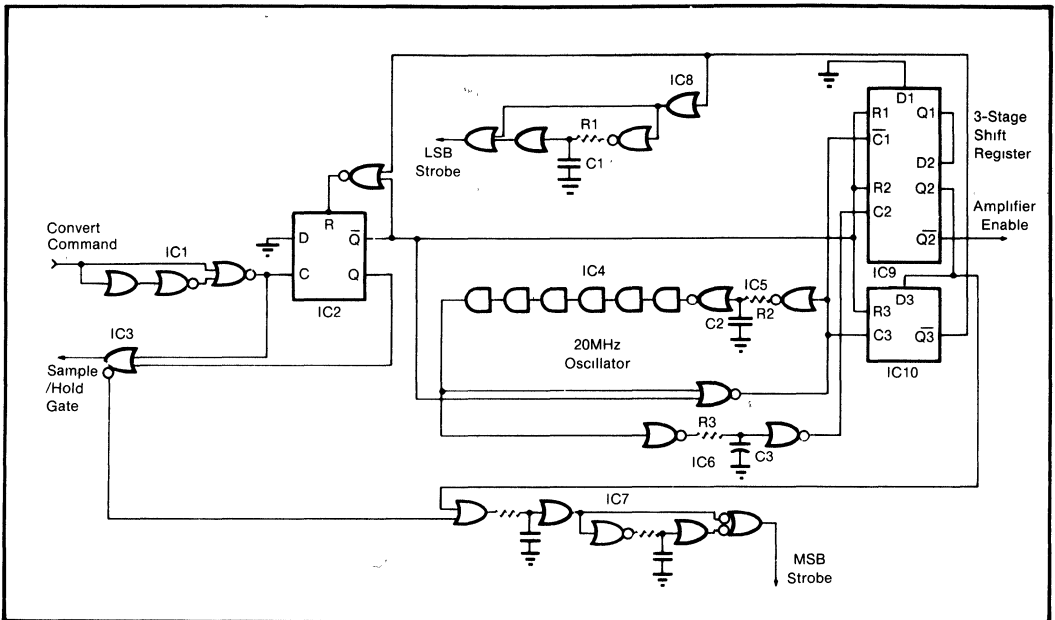 IC8
D1
R1
Q1
3-Stage
Shift
Register
R1
C̅1̅
LSB
Strobe
C1
D2
R2
Q2
Amplifier
Enable
R
C2
Convert
Command
D
Q̅
Q̅2̅
IC1
IC4
IC9
C
Q
IC5
D3
IC2
C2
R2
R3
IC3
20MHz
Oscillator
C3
Q̅3̅
Sample
/Hold
Gate
IC10
R3
IC6
C3
IC7
MSB
Strobe